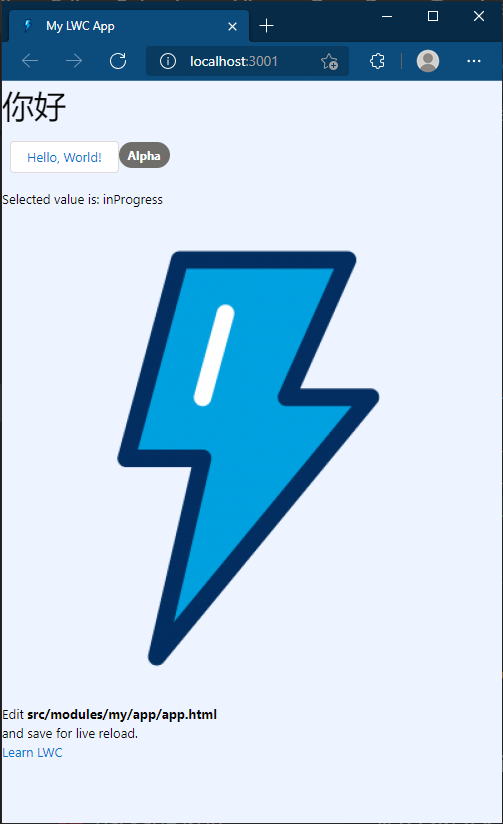 My LWC App
localhost:3001
你好
Hello, World! Alpha
Selected value is: inProgress
Edit src/modules/my/app/app.html
and save for live reload.
Learn LWC